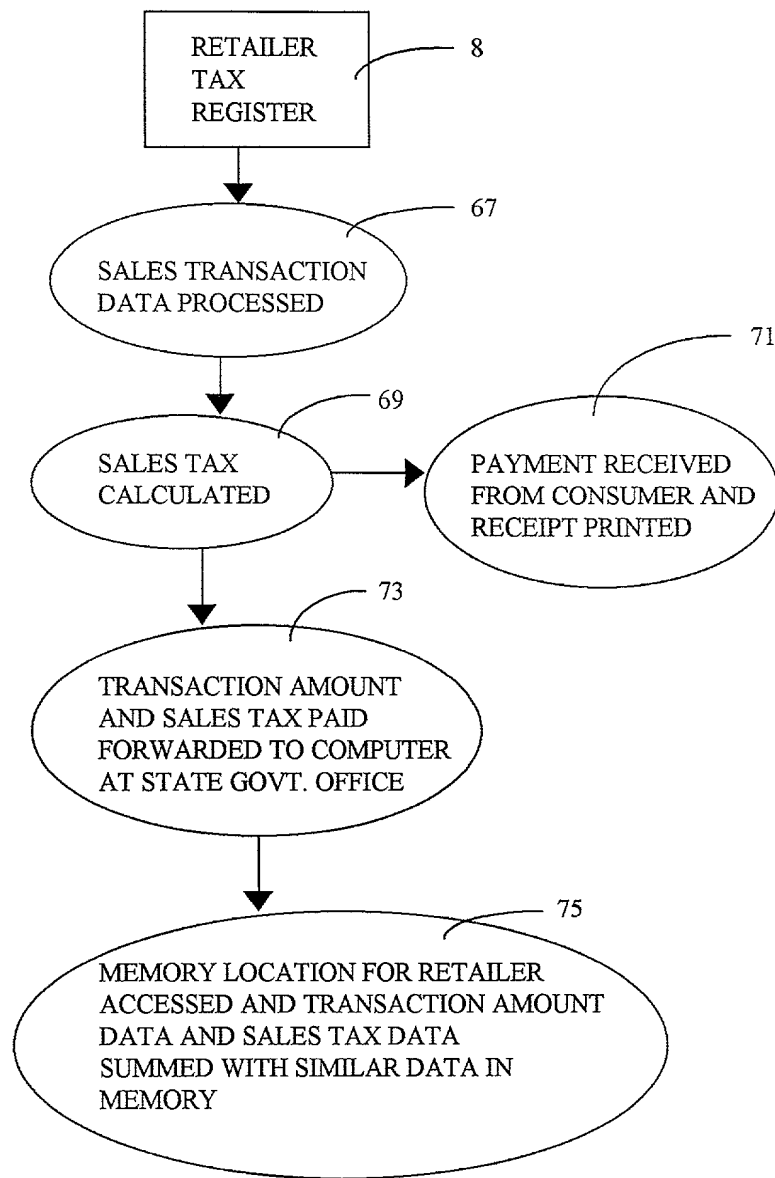 RETAILER
TAX
REGISTER
8
67
SALES TRANSACTION
DATA PROCESSED
69
SALES TAX
CALCULATED
71
PAYMENT RECEIVED
FROM CONSUMER AND
RECEIPT PRINTED
73
TRANSACTION AMOUNT
AND SALES TAX PAID
FORWARDED TO COMPUTER
AT STATE GOVT. OFFICE
75
MEMORY LOCATION FOR RETAILER
ACCESSED AND TRANSACTION AMOUNT
DATA AND SALES TAX DATA
SUMMED WITH SIMILAR DATA IN
MEMORY